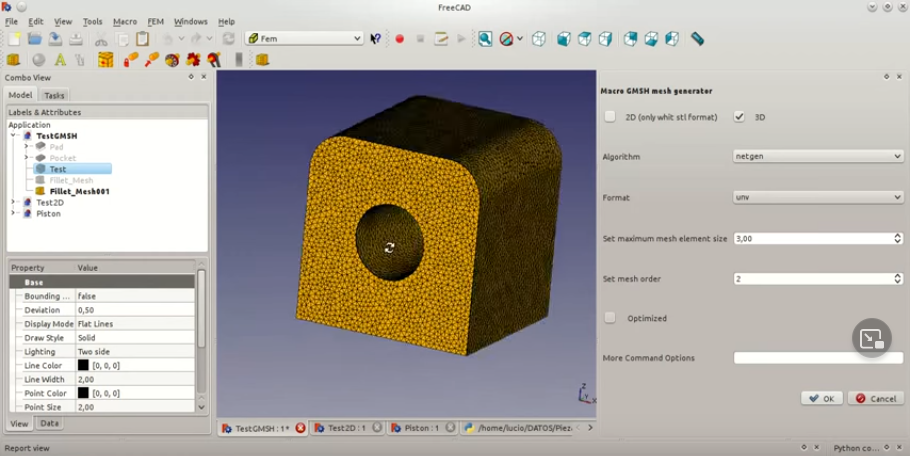 FreeCAD
File Edit View Tools Macro FEM Windows Help
Fem
Combo View
Model Tasks
Labels & Attributes
Application
TestGMSH
Pad
Pocket
Test
Fillet_Mesh
Fillet_Mesh001
Test2D
Piston
Property Value
Base
Bounding ... false
Deviation 0,50
Display Mode Flat Lines
Draw Style Solid
Lighting Two side
Line Color [0, 0, 0]
Line Width 2,00
Point Color [0, 0, 0]
Point Size 2,00
View Data
Z
Y
X
TestGMSH : 1* Test2D : 1 Piston : 1 /home/lucio/DATOS/Piez
Macro GMSH mesh generator
2D (only whit stl format) 3D
Algorithm netgen
Format unv
Set maximum mesh element size 3,00
Set mesh order 2
Optimized
More Command Options
OK Cancel
Report view Python co...